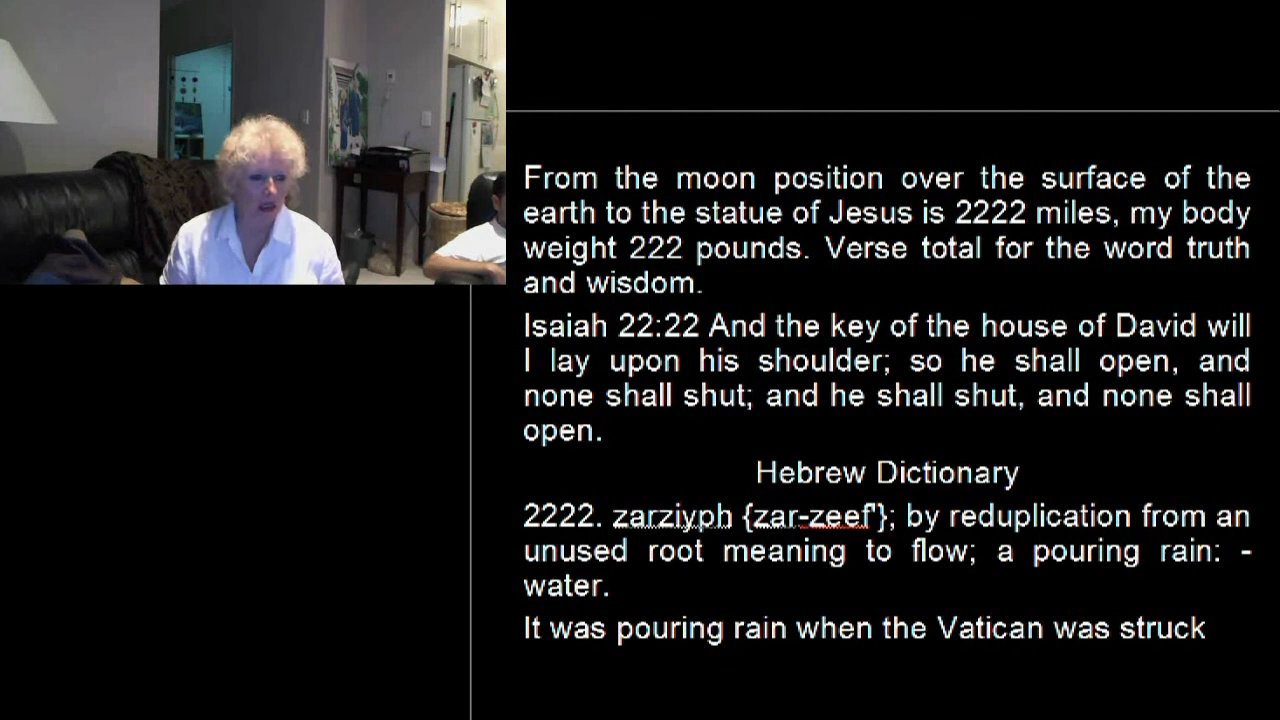 From the moon position over the surface of the
earth to the statue of Jesus is 2222 miles, my body
weight 222 pounds. Verse total for the word truth
and wisdom.
Isaiah 22:22 And the key of the house of David will
I lay upon his shoulder; so he shall open, and
none shall shut; and he shall shut, and none shall
open.
Hebrew Dictionary
2222. zarziyph {zar-zeef'}; by reduplication from an
unused root meaning to flow; a pouring rain: -
water.
It was pouring rain when the Vatican was struck